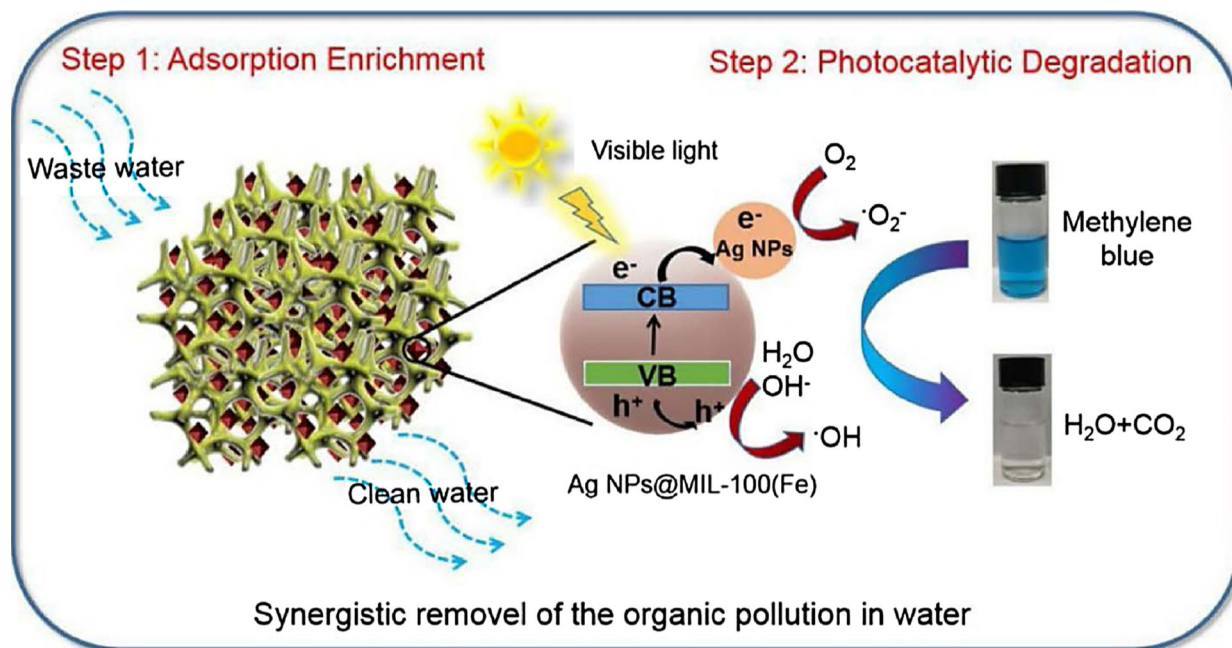 Step 1: Adsorption Enrichment
Step 2: Photocatalytic Degradation
Waste water
Visible light
O₂
e⁻
Ag NPs
·O₂⁻
Methylene
blue
e⁻
CB
VB
H₂O
OH⁻
h⁺
h⁺
·OH
H₂O+CO₂
Clean water
Ag NPs@MIL-100(Fe)
Synergistic removel of the organic pollution in water